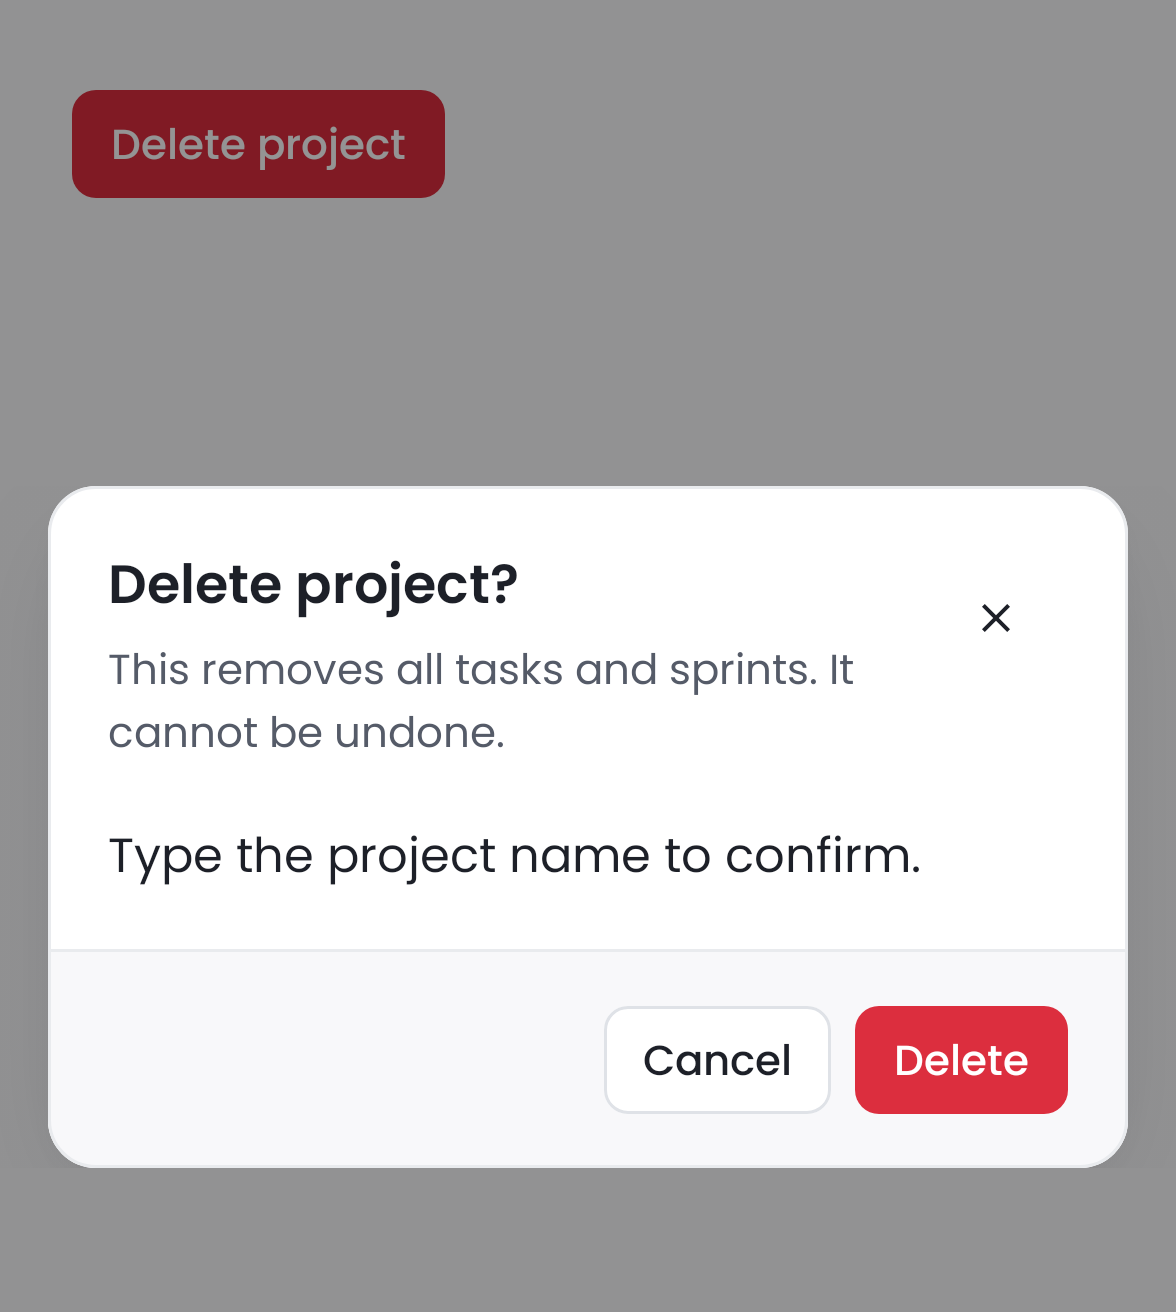 Delete project
Delete project?
This removes all tasks and sprints. It
cannot be undone.
Type the project name to confirm.
Cancel
Delete